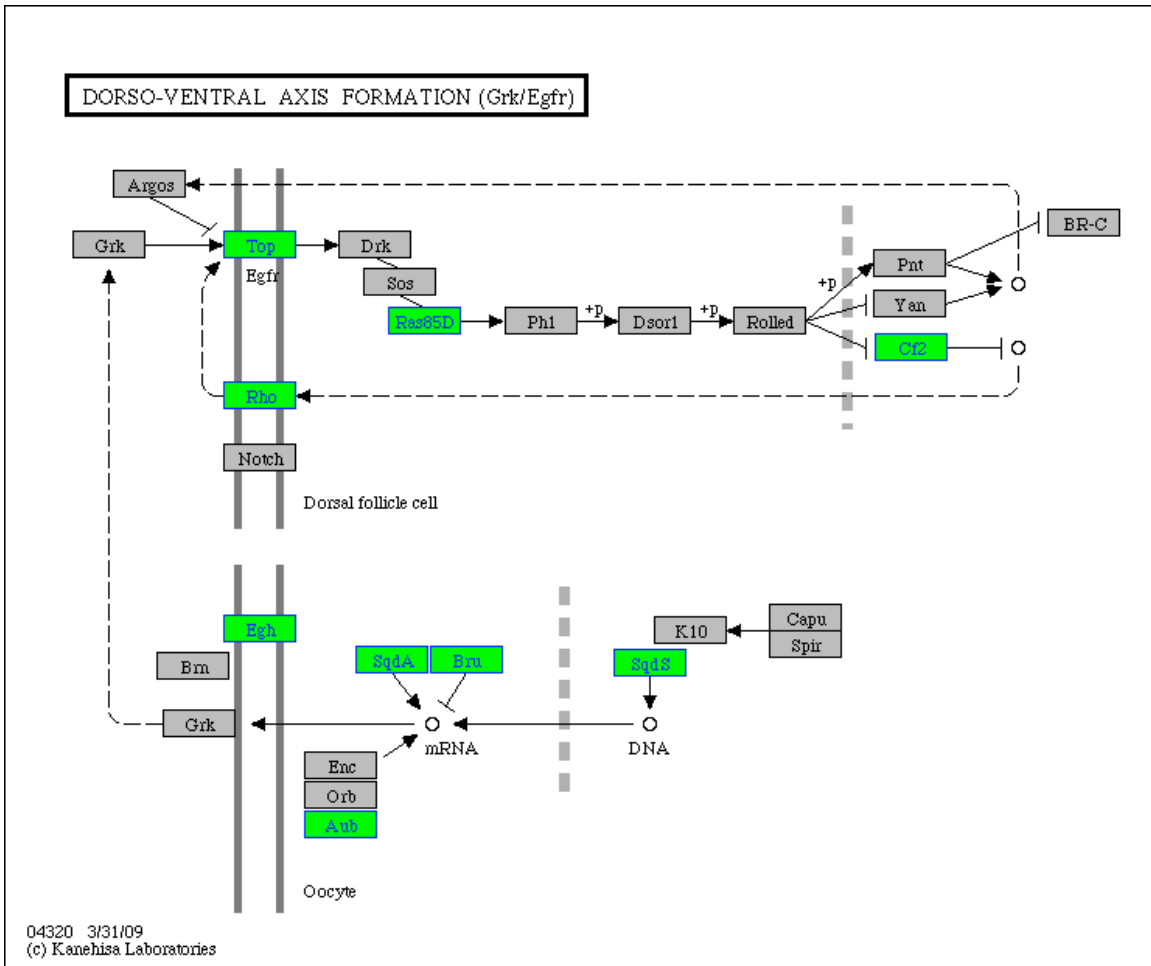 DORSO-VENTRAL AXIS FORMATION (Grk/Egfr)
Argos
BR-C
Grk
Top
Drk
Egfr
Pnt
Sos
+p
Yan
Ras85D
Ph1
+p
Dsor1
+p
Rolled
Cf2
Rho
Notch
Dorsal follicle cell
Egh
Capu
K10
Spir
Brn
SqdA
Bru
SqdS
Grk
mRNA
DNA
Enc
Orb
Aub
Oocyte
04320 3/31/09
(c) Kanehisa Laboratories